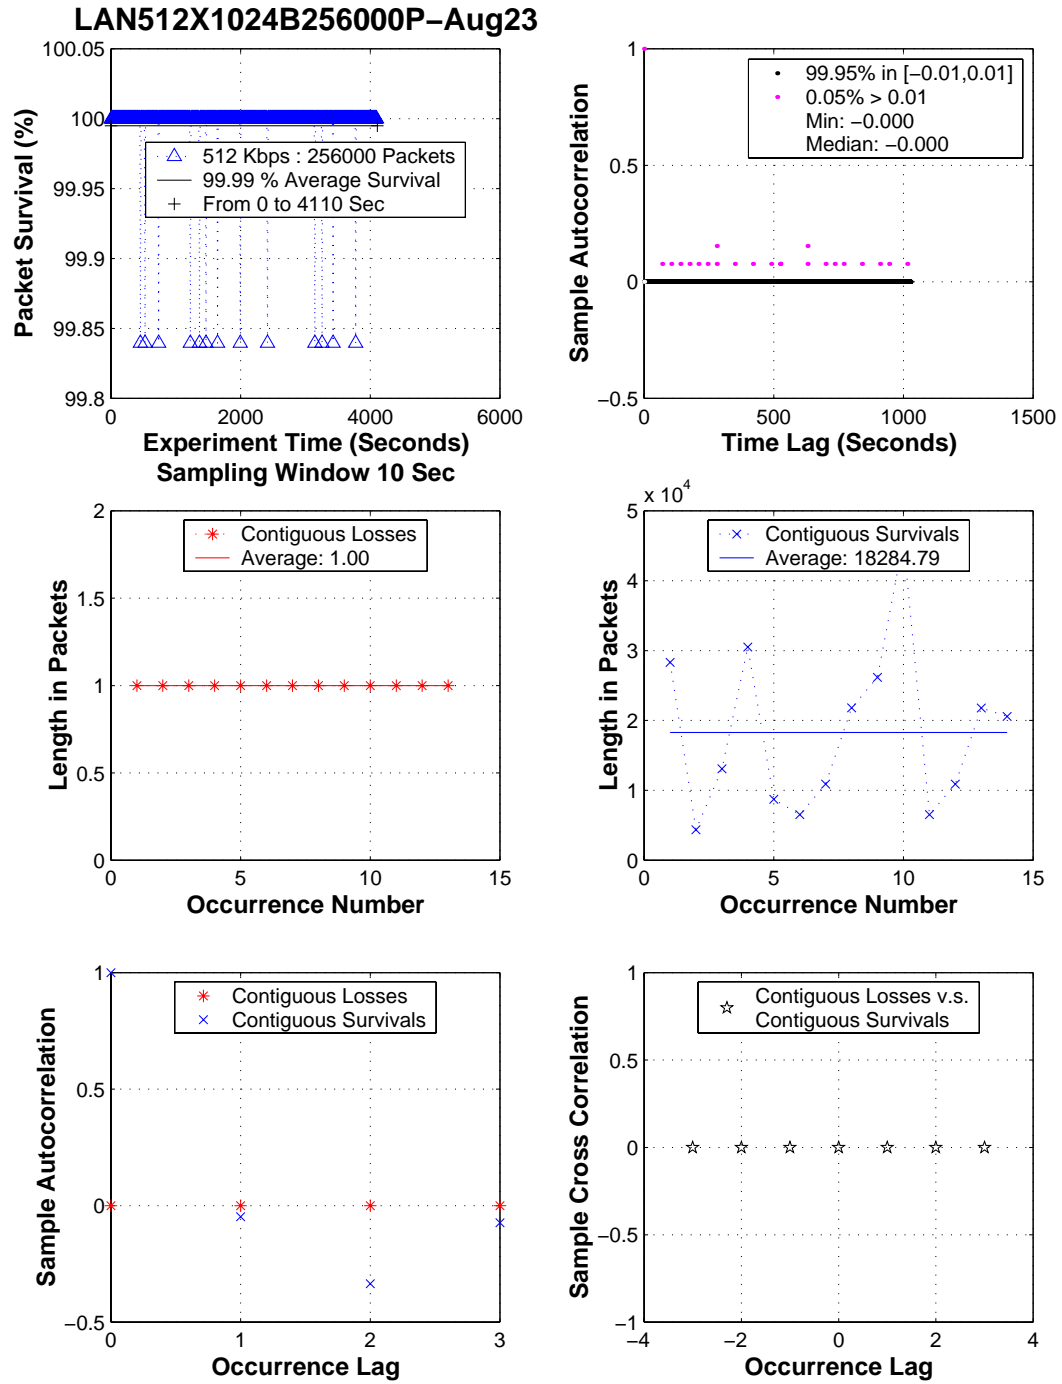 LAN512X1024B256000P−Aug23
100.05
100
99.95
99.9
99.85
99.8
0
2000
4000
6000
Packet Survival (%)
Experiment Time (Seconds)
Sampling Window 10 Sec
512 Kbps : 256000 Packets
99.99 % Average Survival
From 0 to 4110 Sec
1
0.5
0
−0.5
0
500
1000
1500
Sample Autocorrelation
Time Lag (Seconds)
99.95% in [−0.01,0.01]
0.05% > 0.01
Min: −0.000
Median: −0.000
2
1.5
1
0.5
0
0
5
10
15
Length in Packets
Occurrence Number
Contiguous Losses
Average: 1.00
x 10^4
5
4
3
2
1
0
0
5
10
15
Length in Packets
Occurrence Number
Contiguous Survivals
Average: 18284.79
1
0.5
0
−0.5
0
1
2
3
Sample Autocorrelation
Occurrence Lag
Contiguous Losses
Contiguous Survivals
1
0.5
0
−0.5
−1
−4
−2
0
2
4
Sample Cross Correlation
Occurrence Lag
Contiguous Losses v.s.
Contiguous Survivals